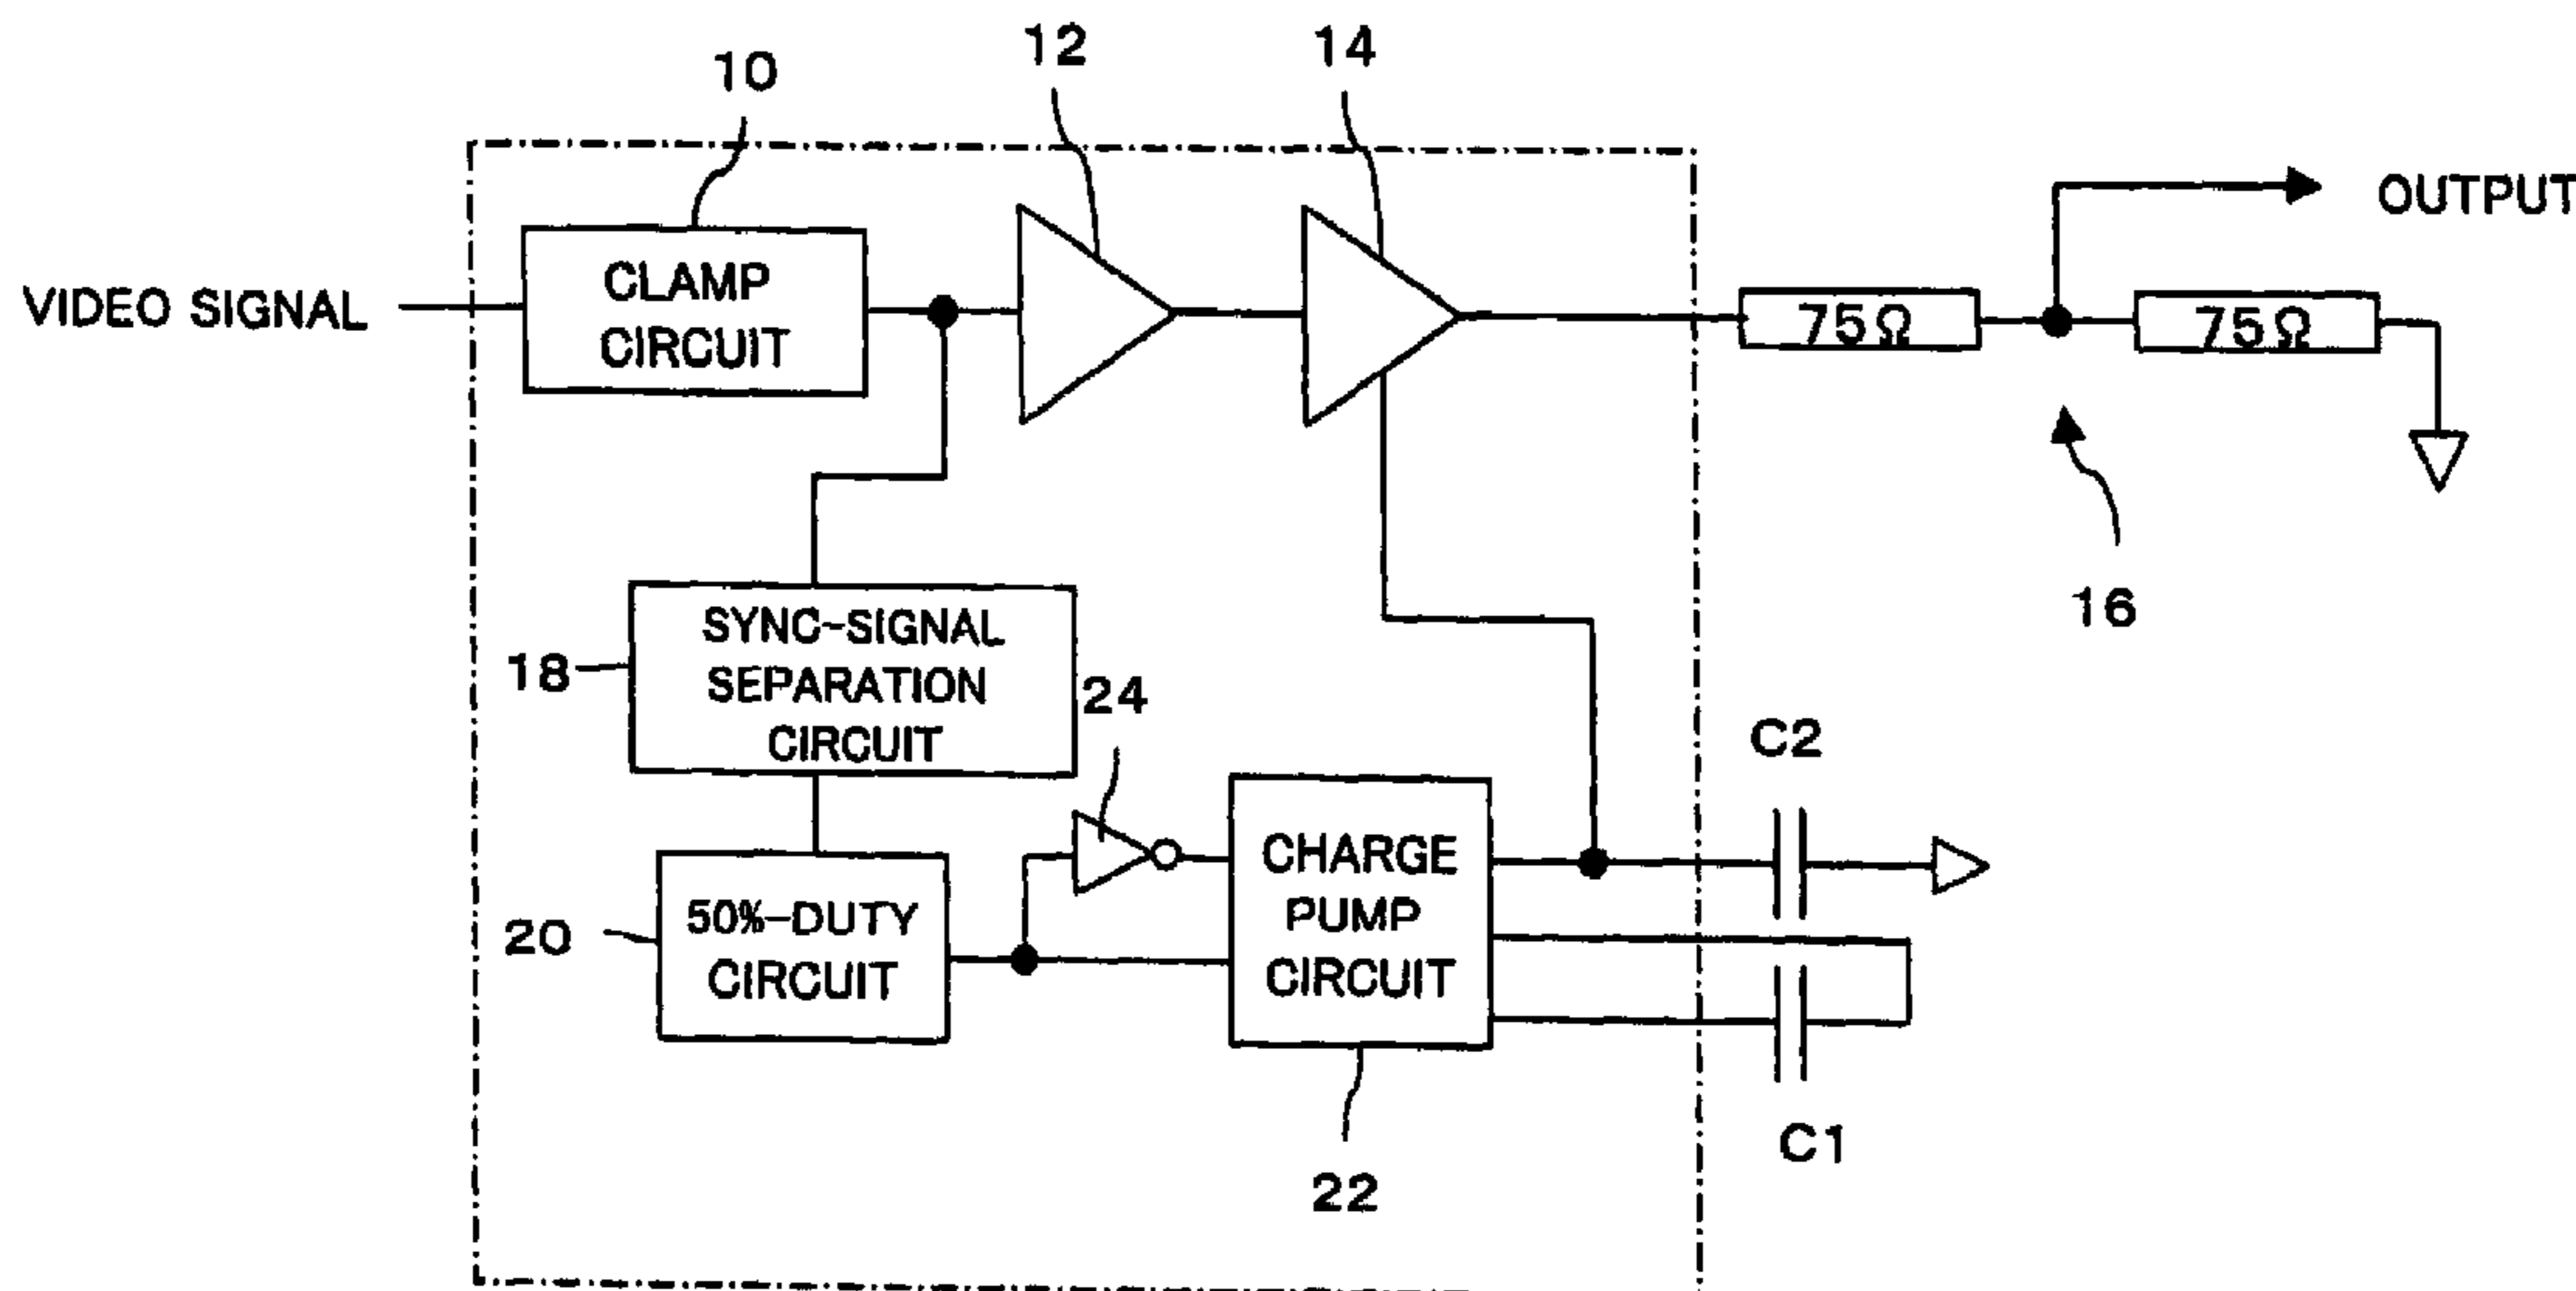 12
14
10
OUTPUT
CLAMP
CIRCUIT
VIDEO SIGNAL
75Ω
75Ω
16
SYNC-SIGNAL
SEPARATION
CIRCUIT
18
24
C2
CHARGE
PUMP
CIRCUIT
50%-DUTY
CIRCUIT
20
C1
22